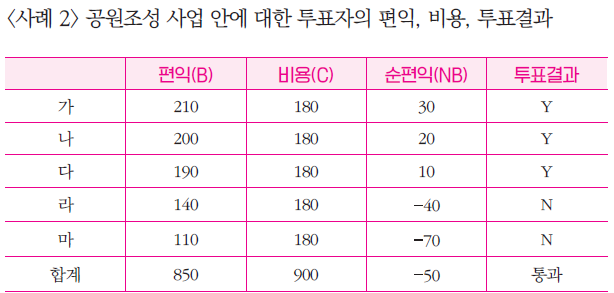 〈사례 2〉 공원조성 사업 안에 대한 투표자의 편익, 비용, 투표결과
편익(B) 비용(C) 순편익(NB) 투표결과
가 210 180 30 Y
나 200 180 20 Y
다 190 180 10 Y
라 140 180 -40 N
마 110 180 -70 N
합계 850 900 -50 통과